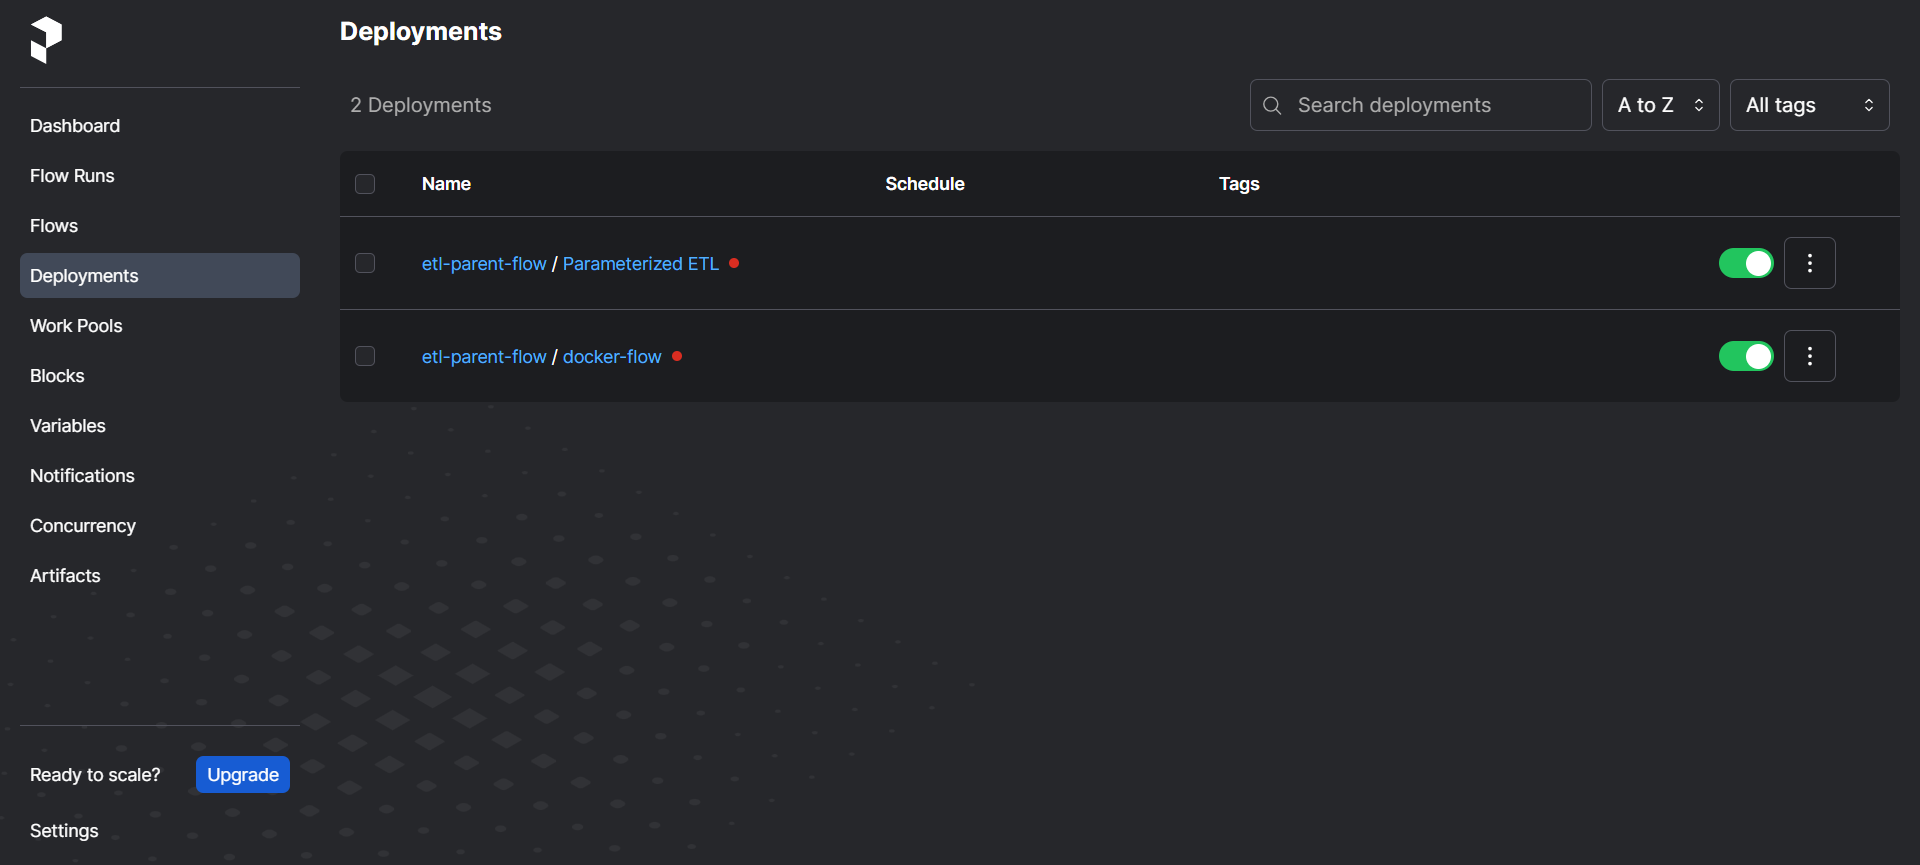 Deployments
2 Deployments
Search deployments
A to Z
All tags
Name Schedule Tags
etl-parent-flow / Parameterized ETL
etl-parent-flow / docker-flow
Dashboard
Flow Runs
Flows
Deployments
Work Pools
Blocks
Variables
Notifications
Concurrency
Artifacts
Ready to scale? Upgrade
Settings